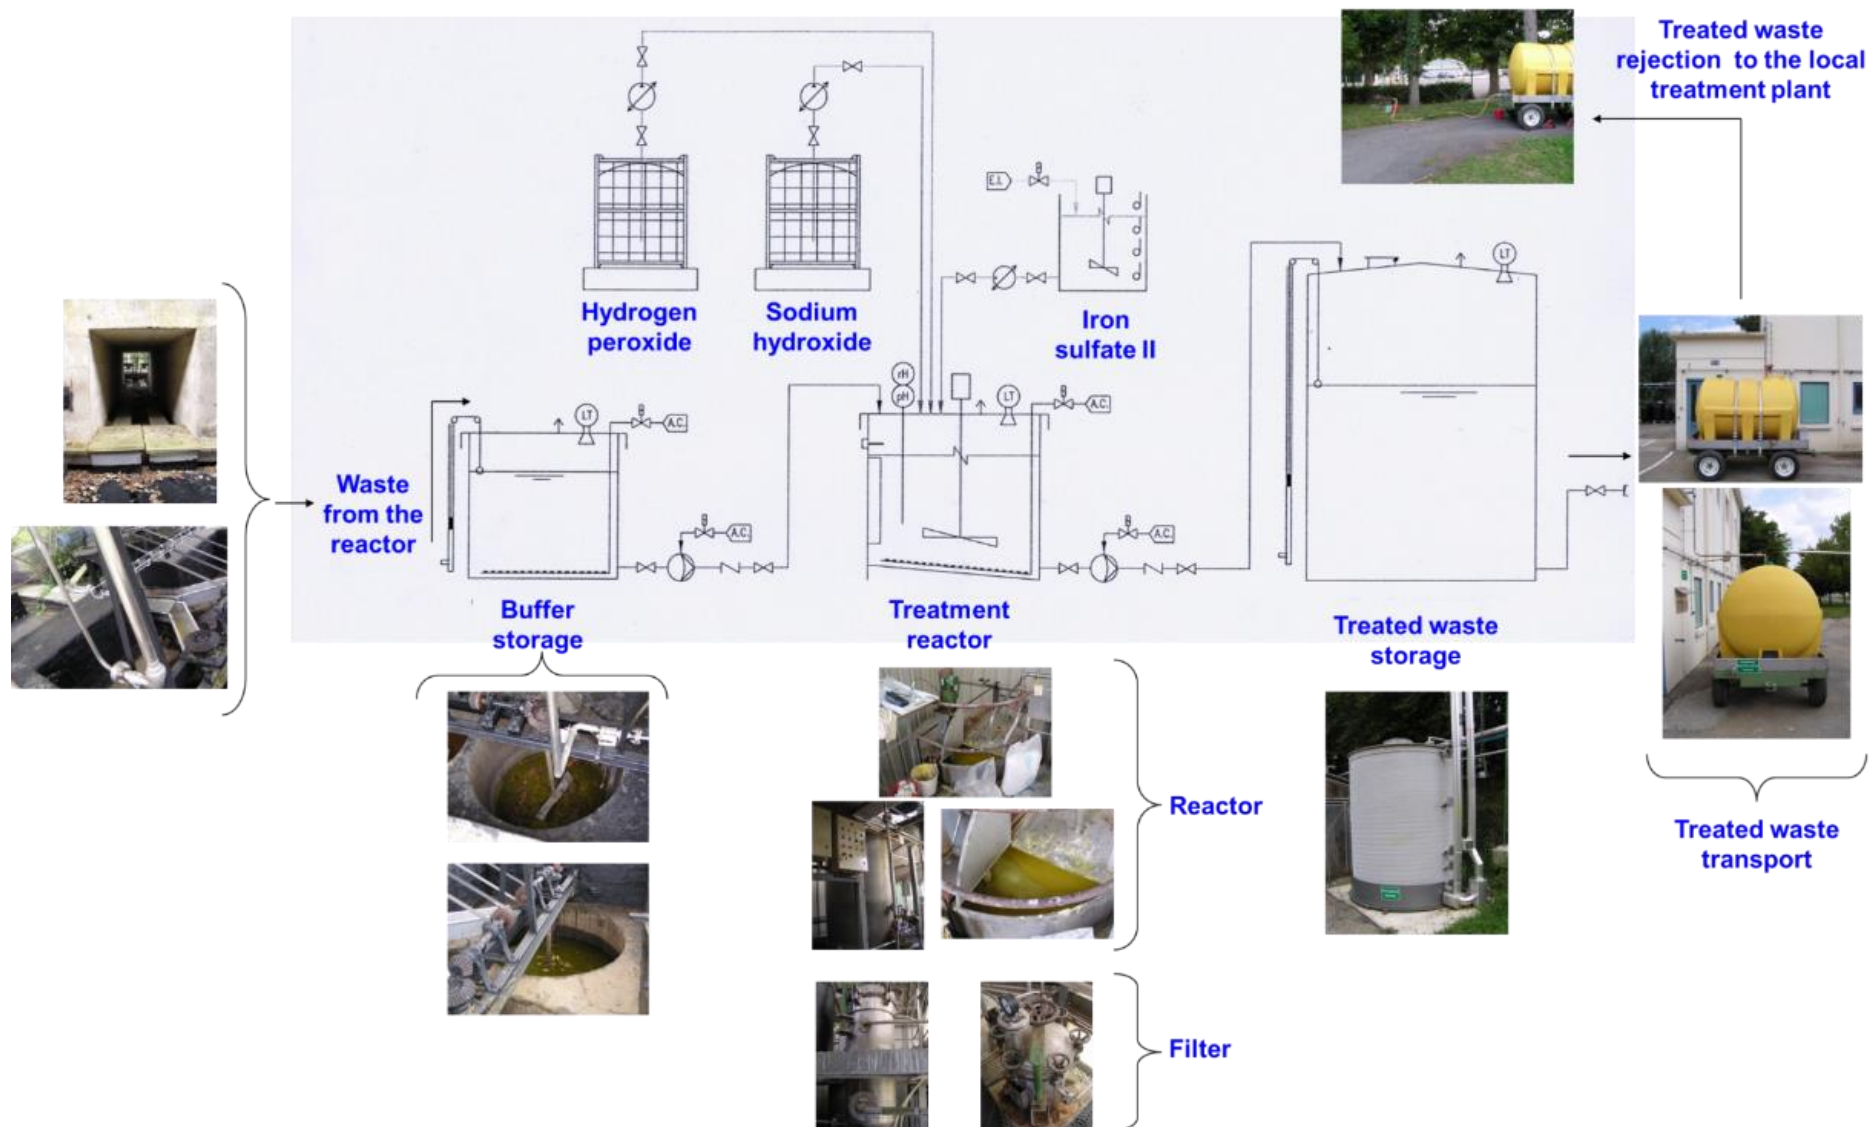 Treated waste
rejection to the local
treatment plant
E.I.
Hydrogen
peroxide
Sodium
hydroxide
Iron
sulfate II
LT
rH
pH
LT
A.C.
LT
A.C.
Waste
from the
reactor
A.C.
A.C.
Buffer
storage
Treatment
reactor
Treated waste
storage
Reactor
Treated waste
transport
Filter